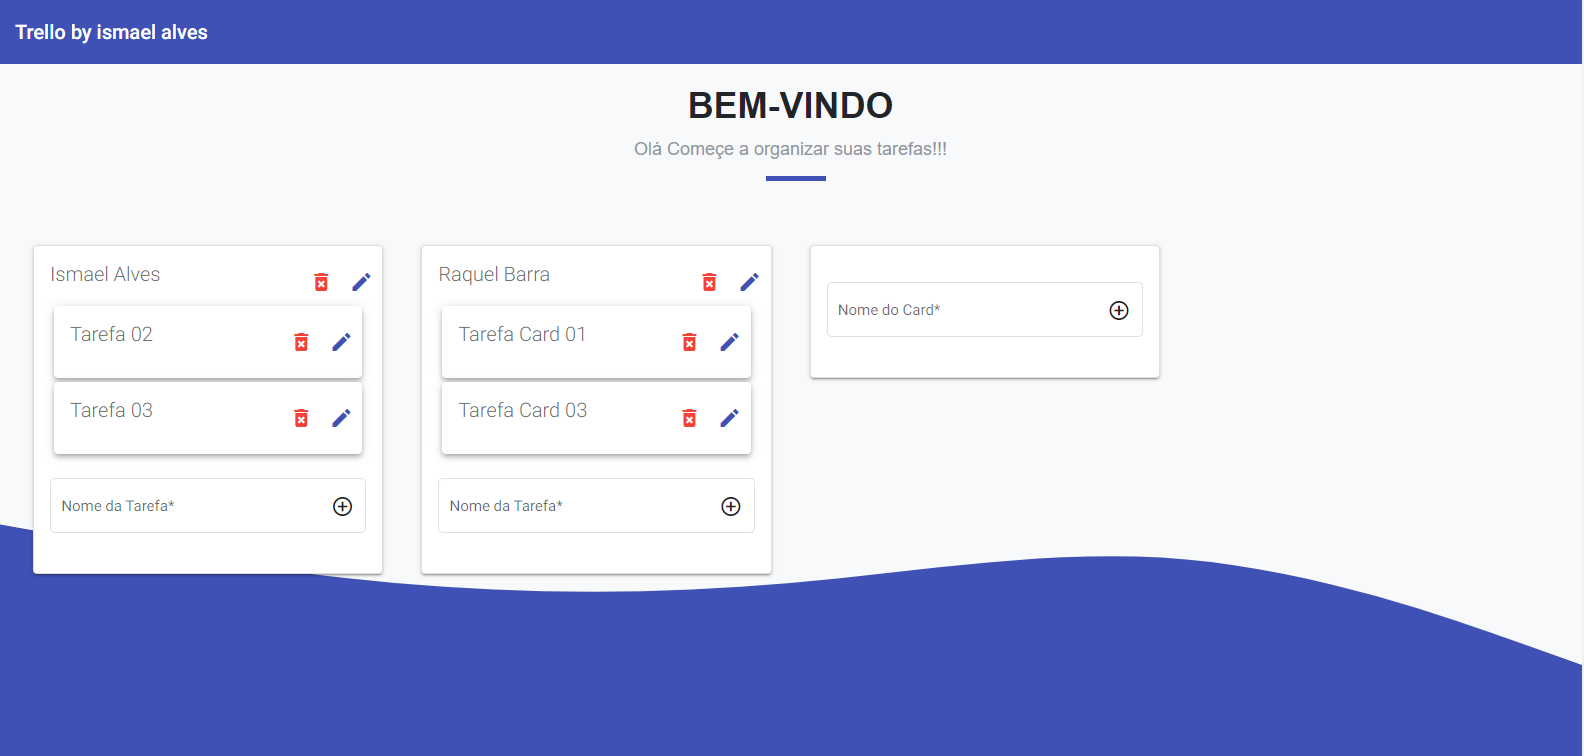 Trello by ismael alves
BEM-VINDO
Olá Começe a organizar suas tarefas!!!
Ismael Alves
Tarefa 02
Tarefa 03
Nome da Tarefa*
Raquel Barra
Tarefa Card 01
Tarefa Card 03
Nome da Tarefa*
Nome do Card*